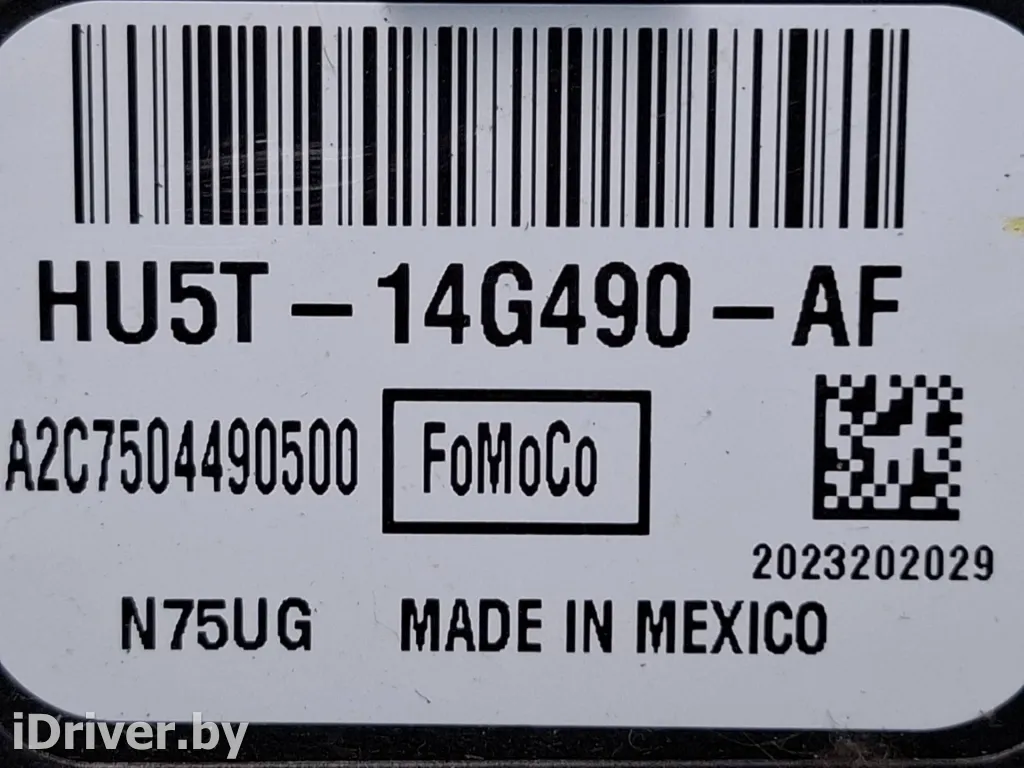 HU5T-14G490-AF
A2C7504490500
FoMoCo
2023202029
N75UG MADE IN MEXICO
iDriver.by